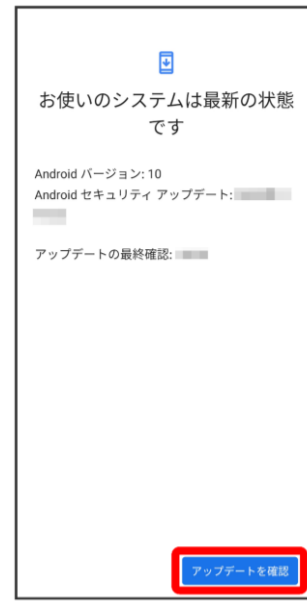 お使いのシステムは最新の状態
です
Android バージョン: 10
Android セキュリティ アップデート:
アップデートの最終確認:
アップデートを確認